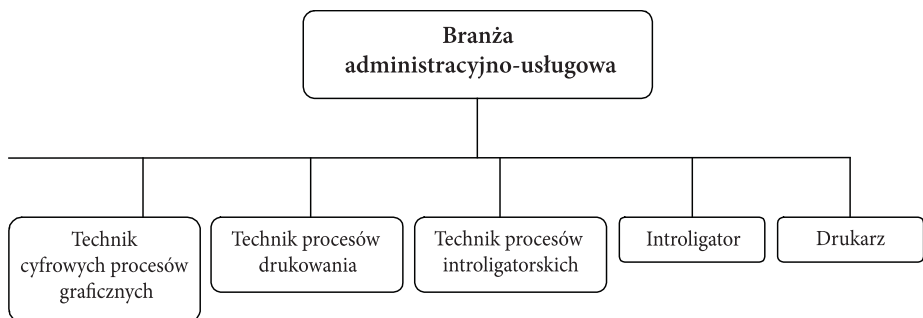 Branża
administracyjno-usługowa
Technik
cyfrowych procesów
graficznych
Technik procesów
drukowania
Technik procesów
introligatorskich
Introligator
Drukarz